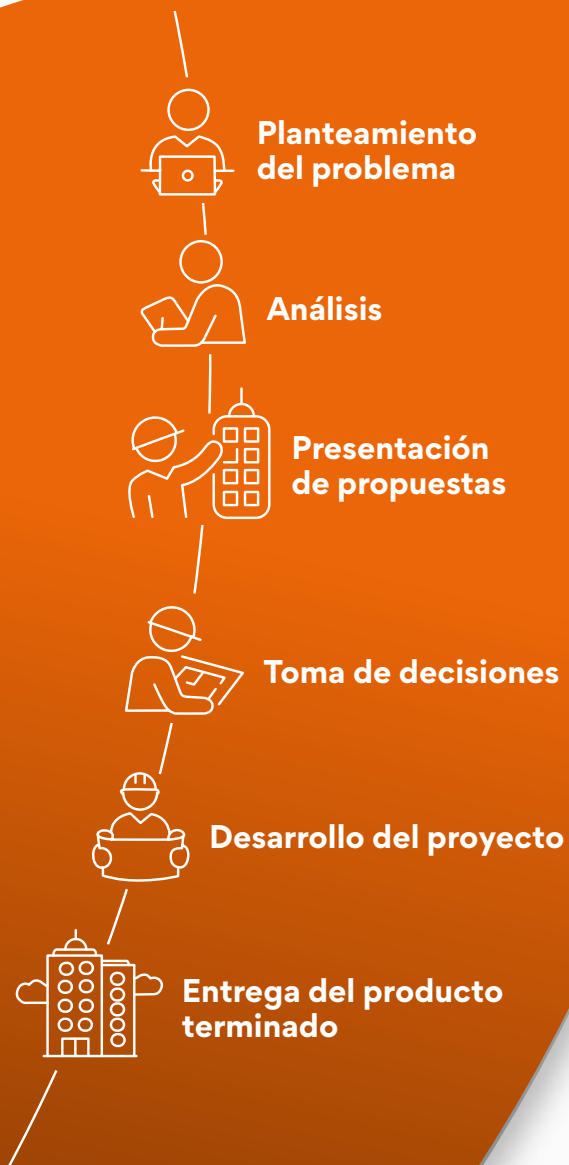 Planteamiento
del problema
Análisis
Presentación
de propuestas
Toma de decisiones
Desarrollo del proyecto
Entrega del producto
terminado